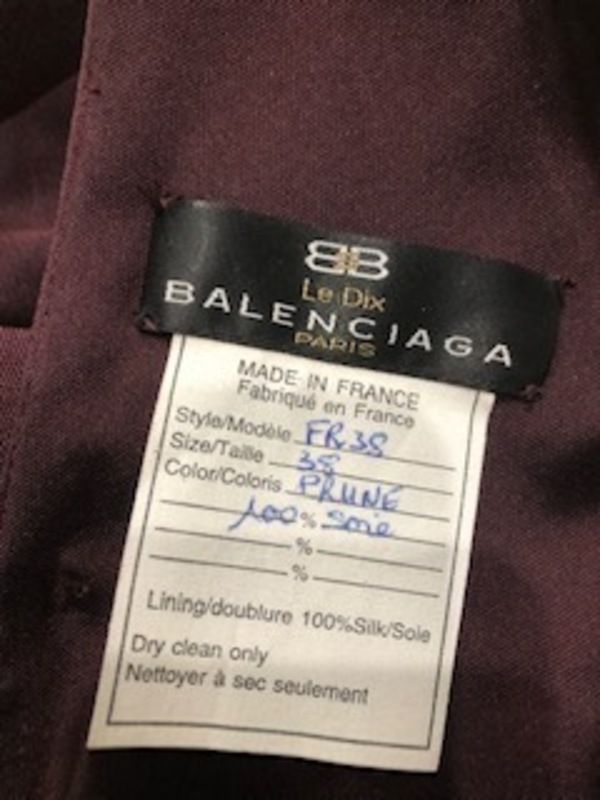 BB
Le Dix
BALENCIAGA
PARIS
MADE IN FRANCE
Fabriqué en France
Style/Modèle FR38
Size/Taille 38
Color/Coloris PRUNE
100 % Soie
%
%
Lining/doublure 100%Silk/Soie
Dry clean only
Nettoyer à sec seulement